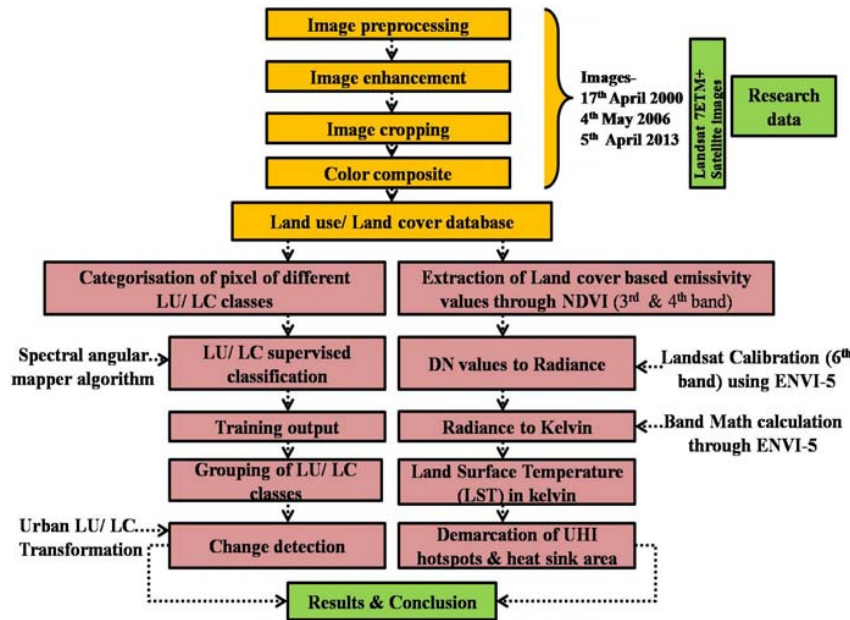 Image preprocessing
Image enhancement
Image cropping
Color composite
Images-
17th April 2000
4th May 2006
5th April 2013
Landsat 7ETM+
Satellite Images
Research
data
Land use/ Land cover database
Categorisation of pixel of different
LU/ LC classes
Extraction of Land cover based emissivity
values through NDVI (3rd & 4th band)
Spectral angular
mapper algorithm
LU/ LC supervised
classification
DN values to Radiance
Landsat Calibration (6th
band) using ENVI-5
Training output
Radiance to Kelvin
Band Math calculation
through ENVI-5
Grouping of LU/ LC
classes
Land Surface Temperature
(LST) in kelvin
Urban LU/ LC
Transformation
Change detection
Demarcation of UHI
hotspots & heat sink area
Results & Conclusion